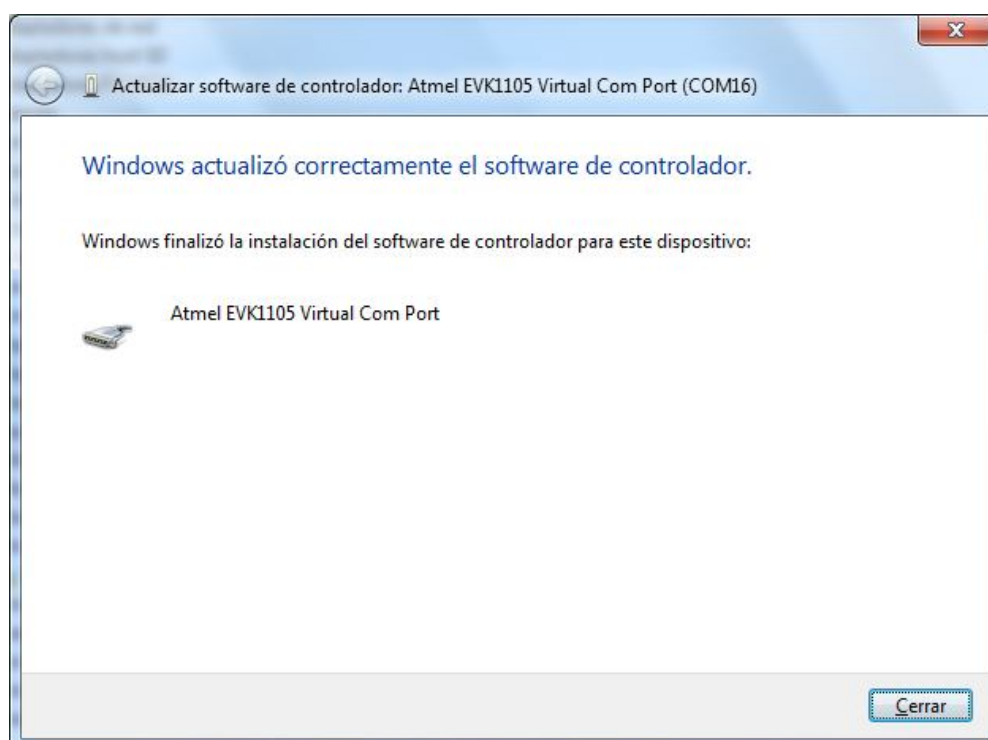 Actualizar software de controlador: Atmel EVK1105 Virtual Com Port (COM16)
Windows actualizó correctamente el software de controlador.
Windows finalizó la instalación del software de controlador para este dispositivo:
Atmel EVK1105 Virtual Com Port
Cerrar